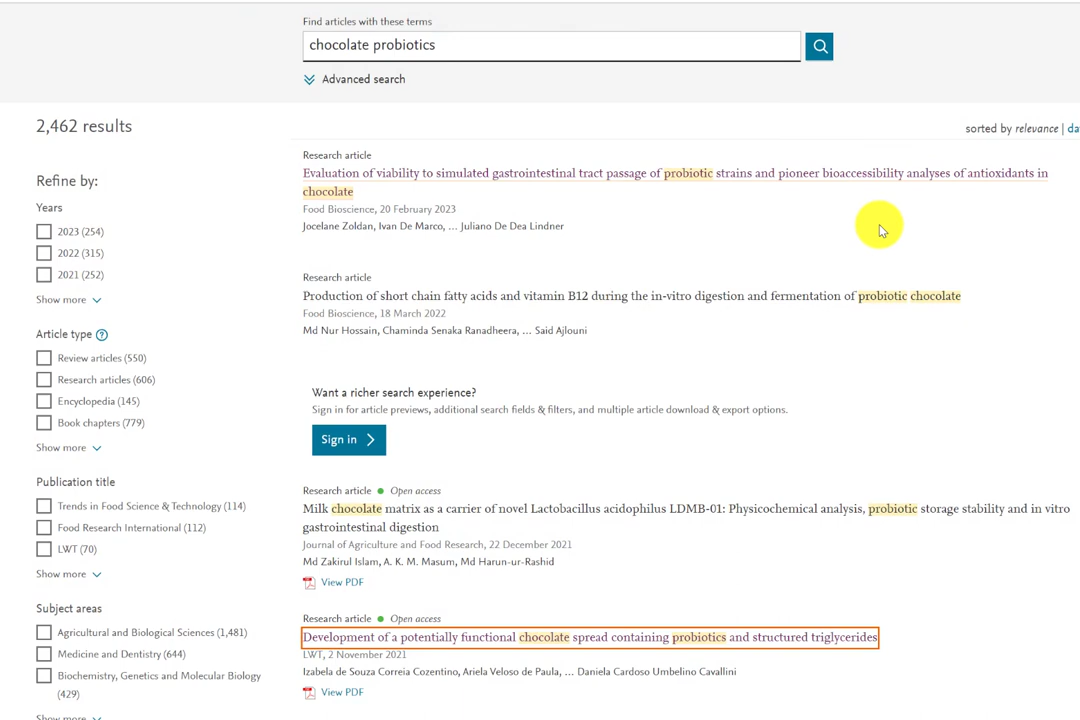 Find articles with these terms
chocolate probiotics
Advanced search
2,462 results
sorted by relevance | da
Refine by:
Years
2023 (254)
2022 (315)
2021 (252)
Show more
Article type ?
Review articles (550)
Research articles (606)
Encyclopedia (145)
Book chapters (779)
Show more
Publication title
Trends in Food Science & Technology (114)
Food Research International (112)
LWT (70)
Show more
Subject areas
Agricultural and Biological Sciences (1,481)
Medicine and Dentistry (644)
Biochemistry, Genetics and Molecular Biology
(429)
Show more
Research article
Evaluation of viability to simulated gastrointestinal tract passage of probiotic strains and pioneer bioaccessibility analyses of antioxidants in
chocolate
Food Bioscience, 20 February 2023
Jocelane Zoldan, Ivan De Marco, ... Juliano De Dea Lindner
Research article
Production of short chain fatty acids and vitamin B12 during the in-vitro digestion and fermentation of probiotic chocolate
Food Bioscience, 18 March 2022
Md Nur Hossain, Chaminda Senaka Ranadheera, ... Said Ajlouni
Want a richer search experience?
Sign in for article previews, additional search fields & filters, and multiple article download & export options.
Sign in
Research article Open access
Milk chocolate matrix as a carrier of novel Lactobacillus acidophilus LDMB-01: Physicochemical analysis, probiotic storage stability and in vitro
gastrointestinal digestion
Journal of Agriculture and Food Research, 22 December 2021
Md Zakirul Islam, A. K. M. Masum, Md Harun-ur-Rashid
View PDF
Research article Open access
Development of a potentially functional chocolate spread containing probiotics and structured triglycerides
LWT, 2 November 2021
Izabela de Souza Correia Cozentino, Ariela Veloso de Paula, ... Daniela Cardoso Umbelino Cavallini
View PDF